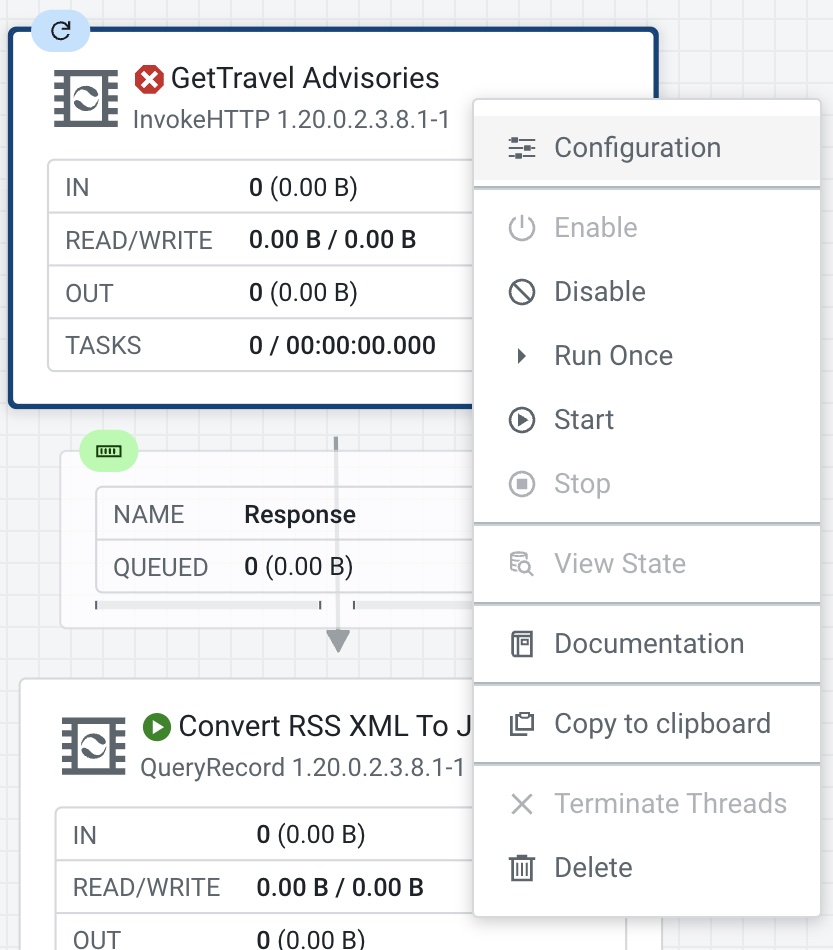 GetTravel Advisories
InvokeHTTP 1.20.0.2.3.8.1-1
IN 0 (0.00 B)
READ/WRITE 0.00 B / 0.00 B
OUT 0 (0.00 B)
TASKS 0 / 00:00:00.000
NAME Response
QUEUED 0 (0.00 B)
Convert RSS XML To J
QueryRecord 1.20.0.2.3.8.1-1
IN 0 (0.00 B)
READ/WRITE 0.00 B / 0.00 B
OUT 0 (0.00 B)
Configuration
Enable
Disable
Run Once
Start
Stop
View State
Documentation
Copy to clipboard
Terminate Threads
Delete